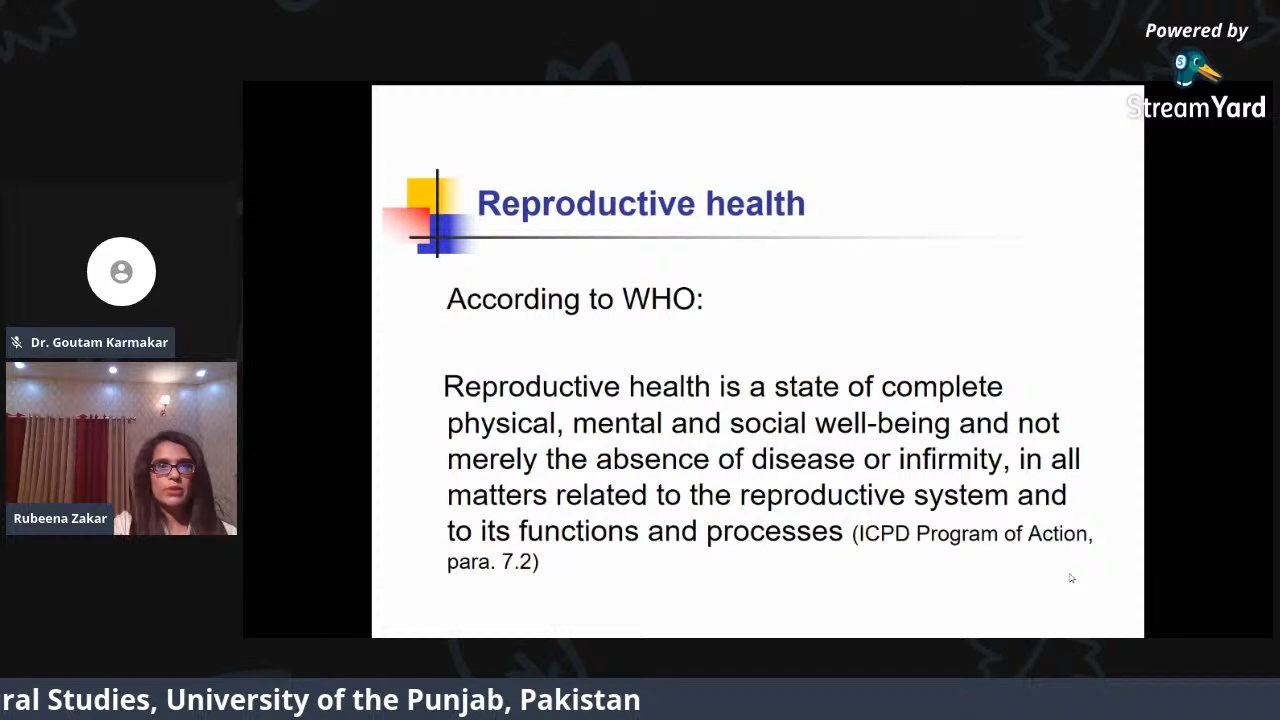 Powered by
StreamYard
Reproductive health
According to WHO:
Reproductive health is a state of complete
physical, mental and social well-being and not
merely the absence of disease or infirmity, in all
matters related to the reproductive system and
to its functions and processes (ICPD Program of Action,
para. 7.2)
Dr. Goutam Karmakar
Rubeena Zakar
ral Studies, University of the Punjab, Pakistan